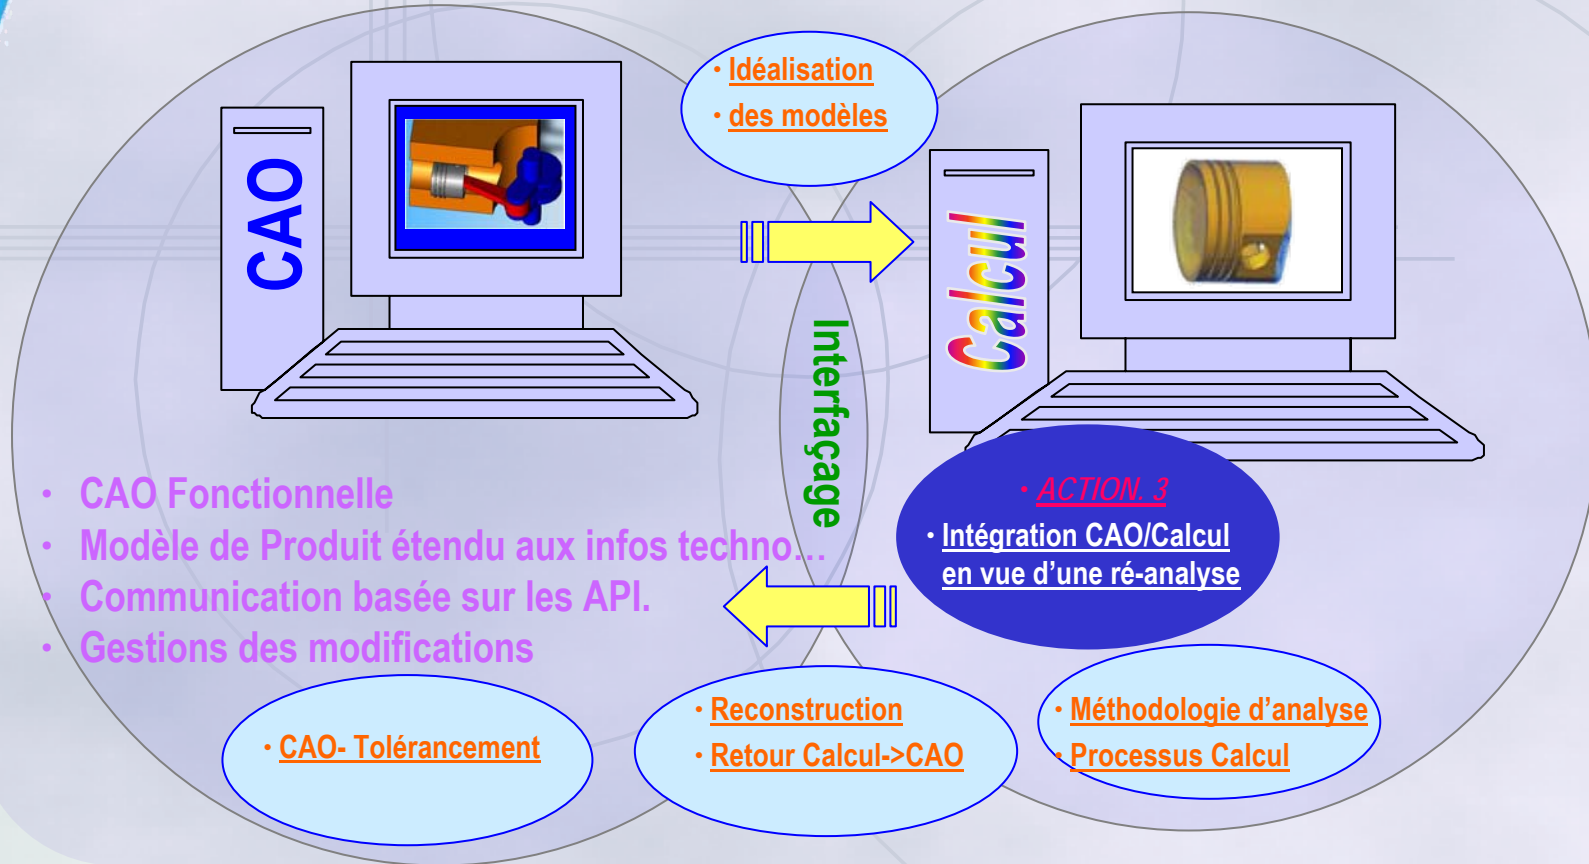 • Idéalisation
• des modèles
CAO
Calcul
Interfaçage
• CAO Fonctionnelle
• Modèle de Produit étendu aux infos techno…
• Communication basée sur les API.
• Gestions des modifications
• ACTION. 3
• Intégration CAO/Calcul
en vue d’une ré-analyse
• CAO- Tolérancement
• Reconstruction
• Retour Calcul->CAO
• Méthodologie d’analyse
• Processus Calcul